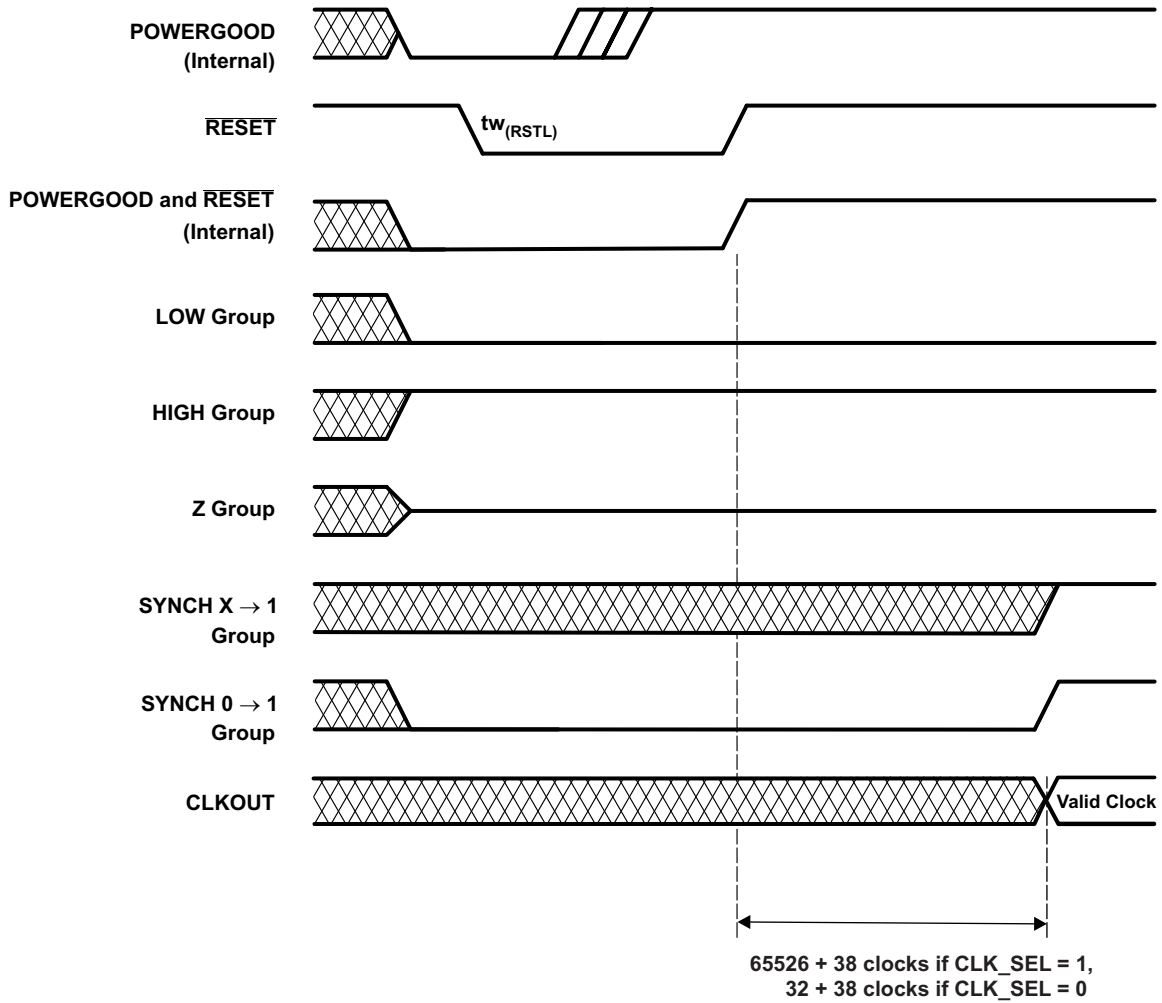 POWERGOOD
(Internal)
RESET
tw(RSTL)
POWERGOOD and RESET
(Internal)
LOW Group
HIGH Group
Z Group
SYNCH X → 1
Group
SYNCH 0 → 1
Group
CLKOUT
Valid Clock
65526 + 38 clocks if CLK_SEL = 1,
32 + 38 clocks if CLK_SEL = 0